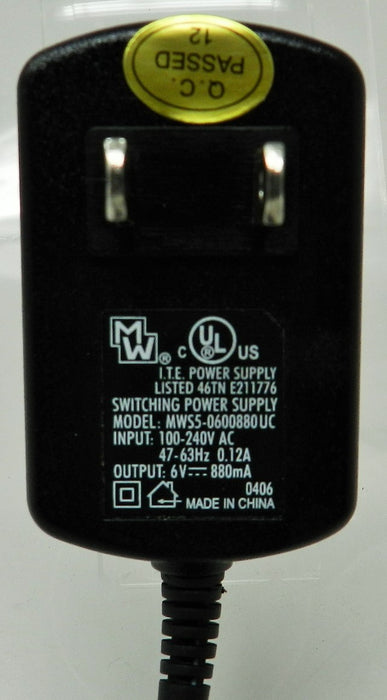 Q.C.
PASSED
12
MW®
c UL® US
I.T.E. POWER SUPPLY
LISTED 46TN E211776
SWITCHING POWER SUPPLY
MODEL: MWS5-0600880UC
INPUT: 100-240V AC
47-63Hz 0.12A
OUTPUT: 6V⎓ 880mA
0406
MADE IN CHINA